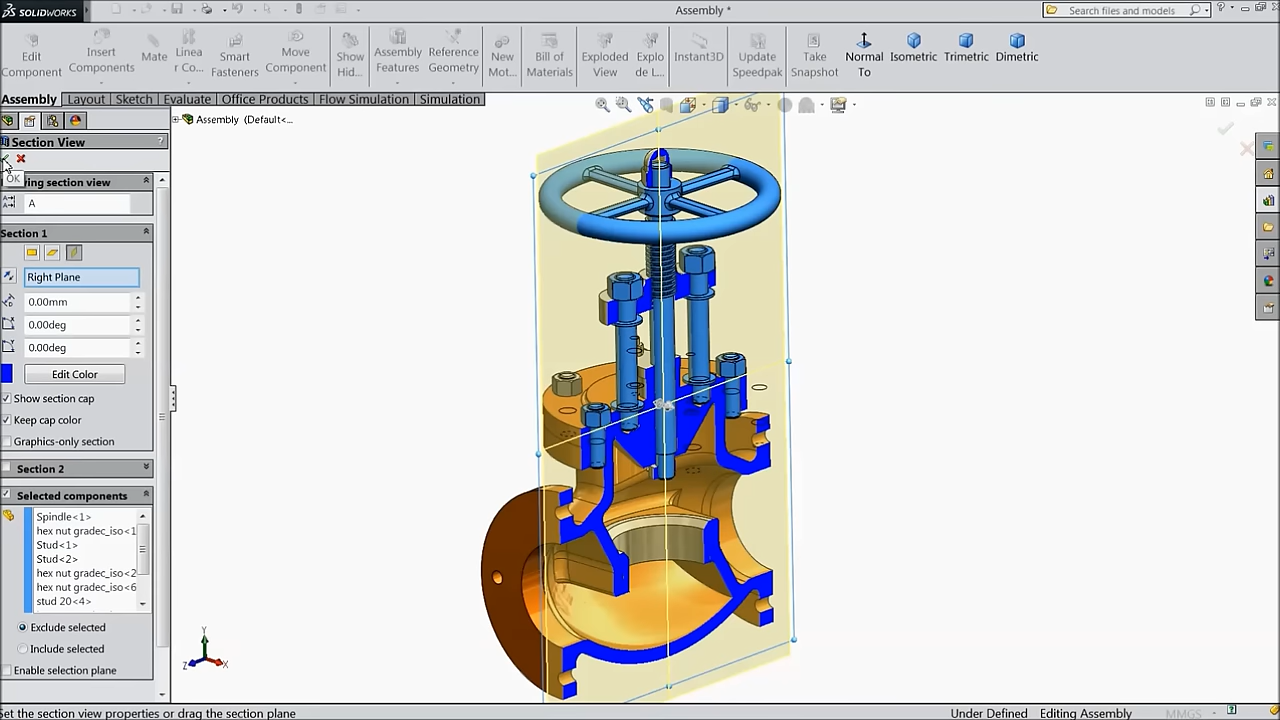 SOLIDWORKS
Assembly *
Search files and models
Edit Component
Insert Components
Mate
Linea r Co...
Smart Fasteners
Move Component
Show Hid...
Assembly Features
Reference Geometry
New Mot...
Bill of Materials
Exploded View
Explo de L...
Instant3D
Update Speedpak
Take Snapshot
Normal To
Isometric
Trimetric
Dimetric
Assembly Layout Sketch Evaluate Office Products Flow Simulation Simulation
Assembly (Default<...
Section View ?
OK
ving section view
A
Section 1
Right Plane
0.00mm
0.00deg
0.00deg
Edit Color
Show section cap
Keep cap color
Graphics-only section
Section 2
Selected components
Spindle<1>
hex nut gradec_iso<1
Stud<1>
Stud<2>
hex nut gradec_iso<2
hex nut gradec_iso<6
stud 20<4>
Exclude selected
Include selected
Enable selection plane
Y
Z
X
Set the section view properties or drag the section plane
Under Defined
Editing Assembly
MMGS